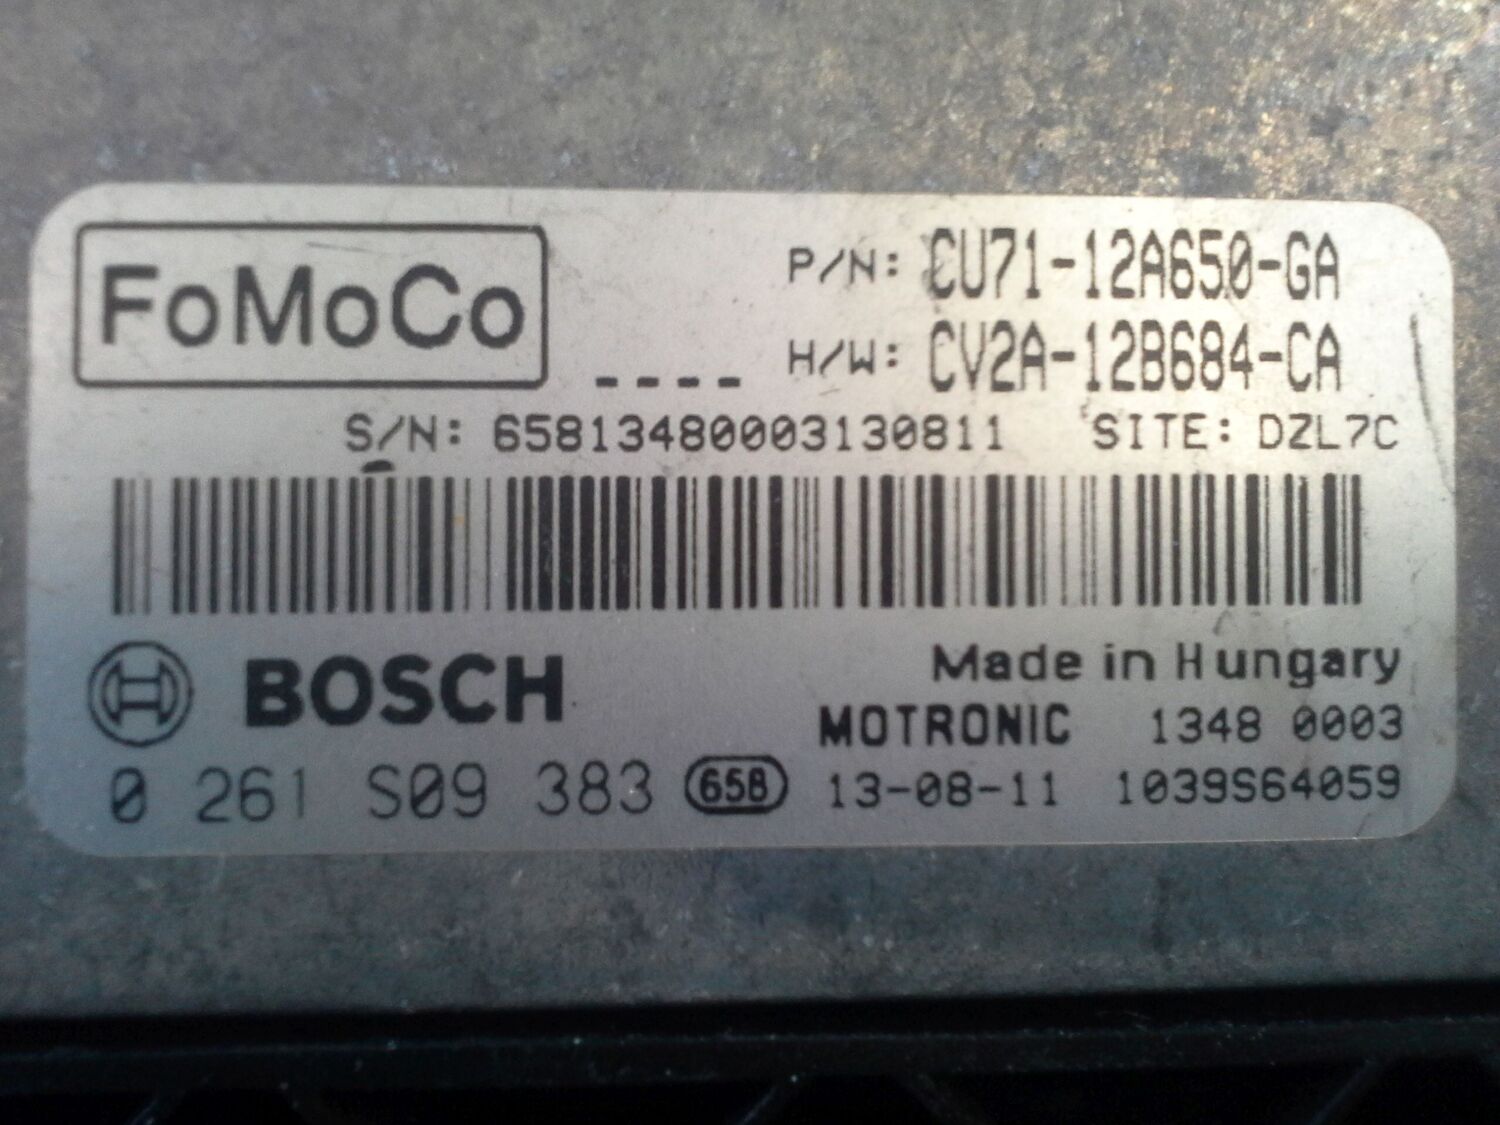 FoMoCo
P/N: CU71-12A650-GA
---- H/W: CV2A-12B684-CA
S/N: 65813480003130811 SITE: DZL7C
BOSCH
Made in Hungary
MOTRONIC 1348 0003
0 261 S09 383 658 13-08-11 1039S64059